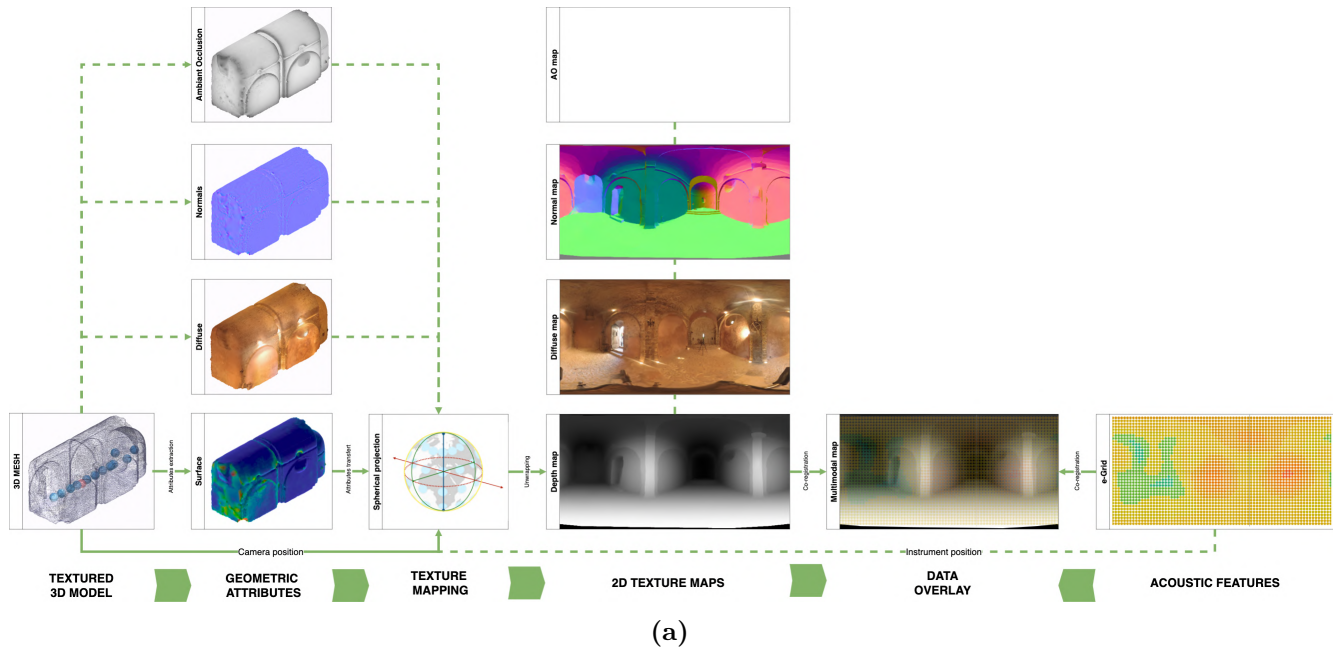 Ambiant Occlusion
AO map
Normals
Normal map
Diffuse
Diffuse map
3D MESH
Attributes extraction
Surface
Attributes transfert
Spherical projection
Unwrapping
Depth map
Co-registration
Multimodal map
Co-registration
e-Grid
Camera position
Instrument position
TEXTURED
3D MODEL
GEOMETRIC
ATTRIBUTES
TEXTURE
MAPPING
2D TEXTURE MAPS
DATA
OVERLAY
ACOUSTIC FEATURES
(a)